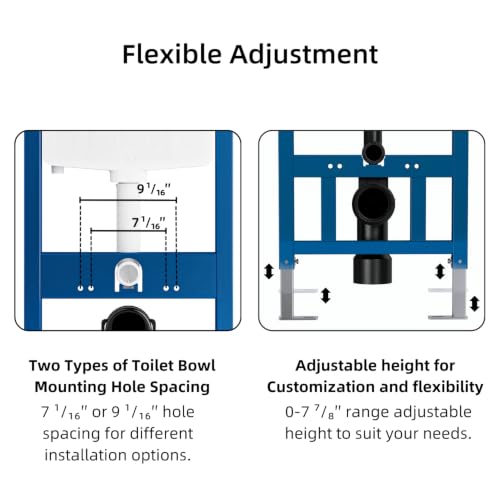 Flexible Adjustment
9 1/16"
7 1/16"
Two Types of Toilet Bowl
Mounting Hole Spacing
7 1/16" or 9 1/16" hole
spacing for different
installation options.
Adjustable height for
Customization and flexibility
0-7 7/8" range adjustable
height to suit your needs.